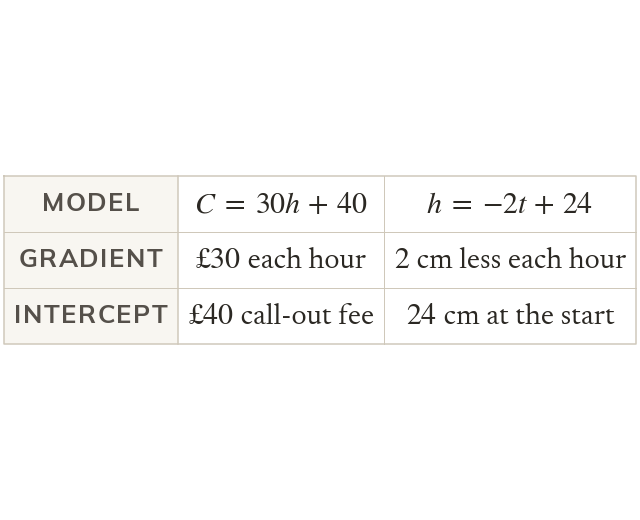 MODEL C = 30h + 40 h = −2t + 24
GRADIENT £30 each hour 2 cm less each hour
INTERCEPT £40 call-out fee 24 cm at the start